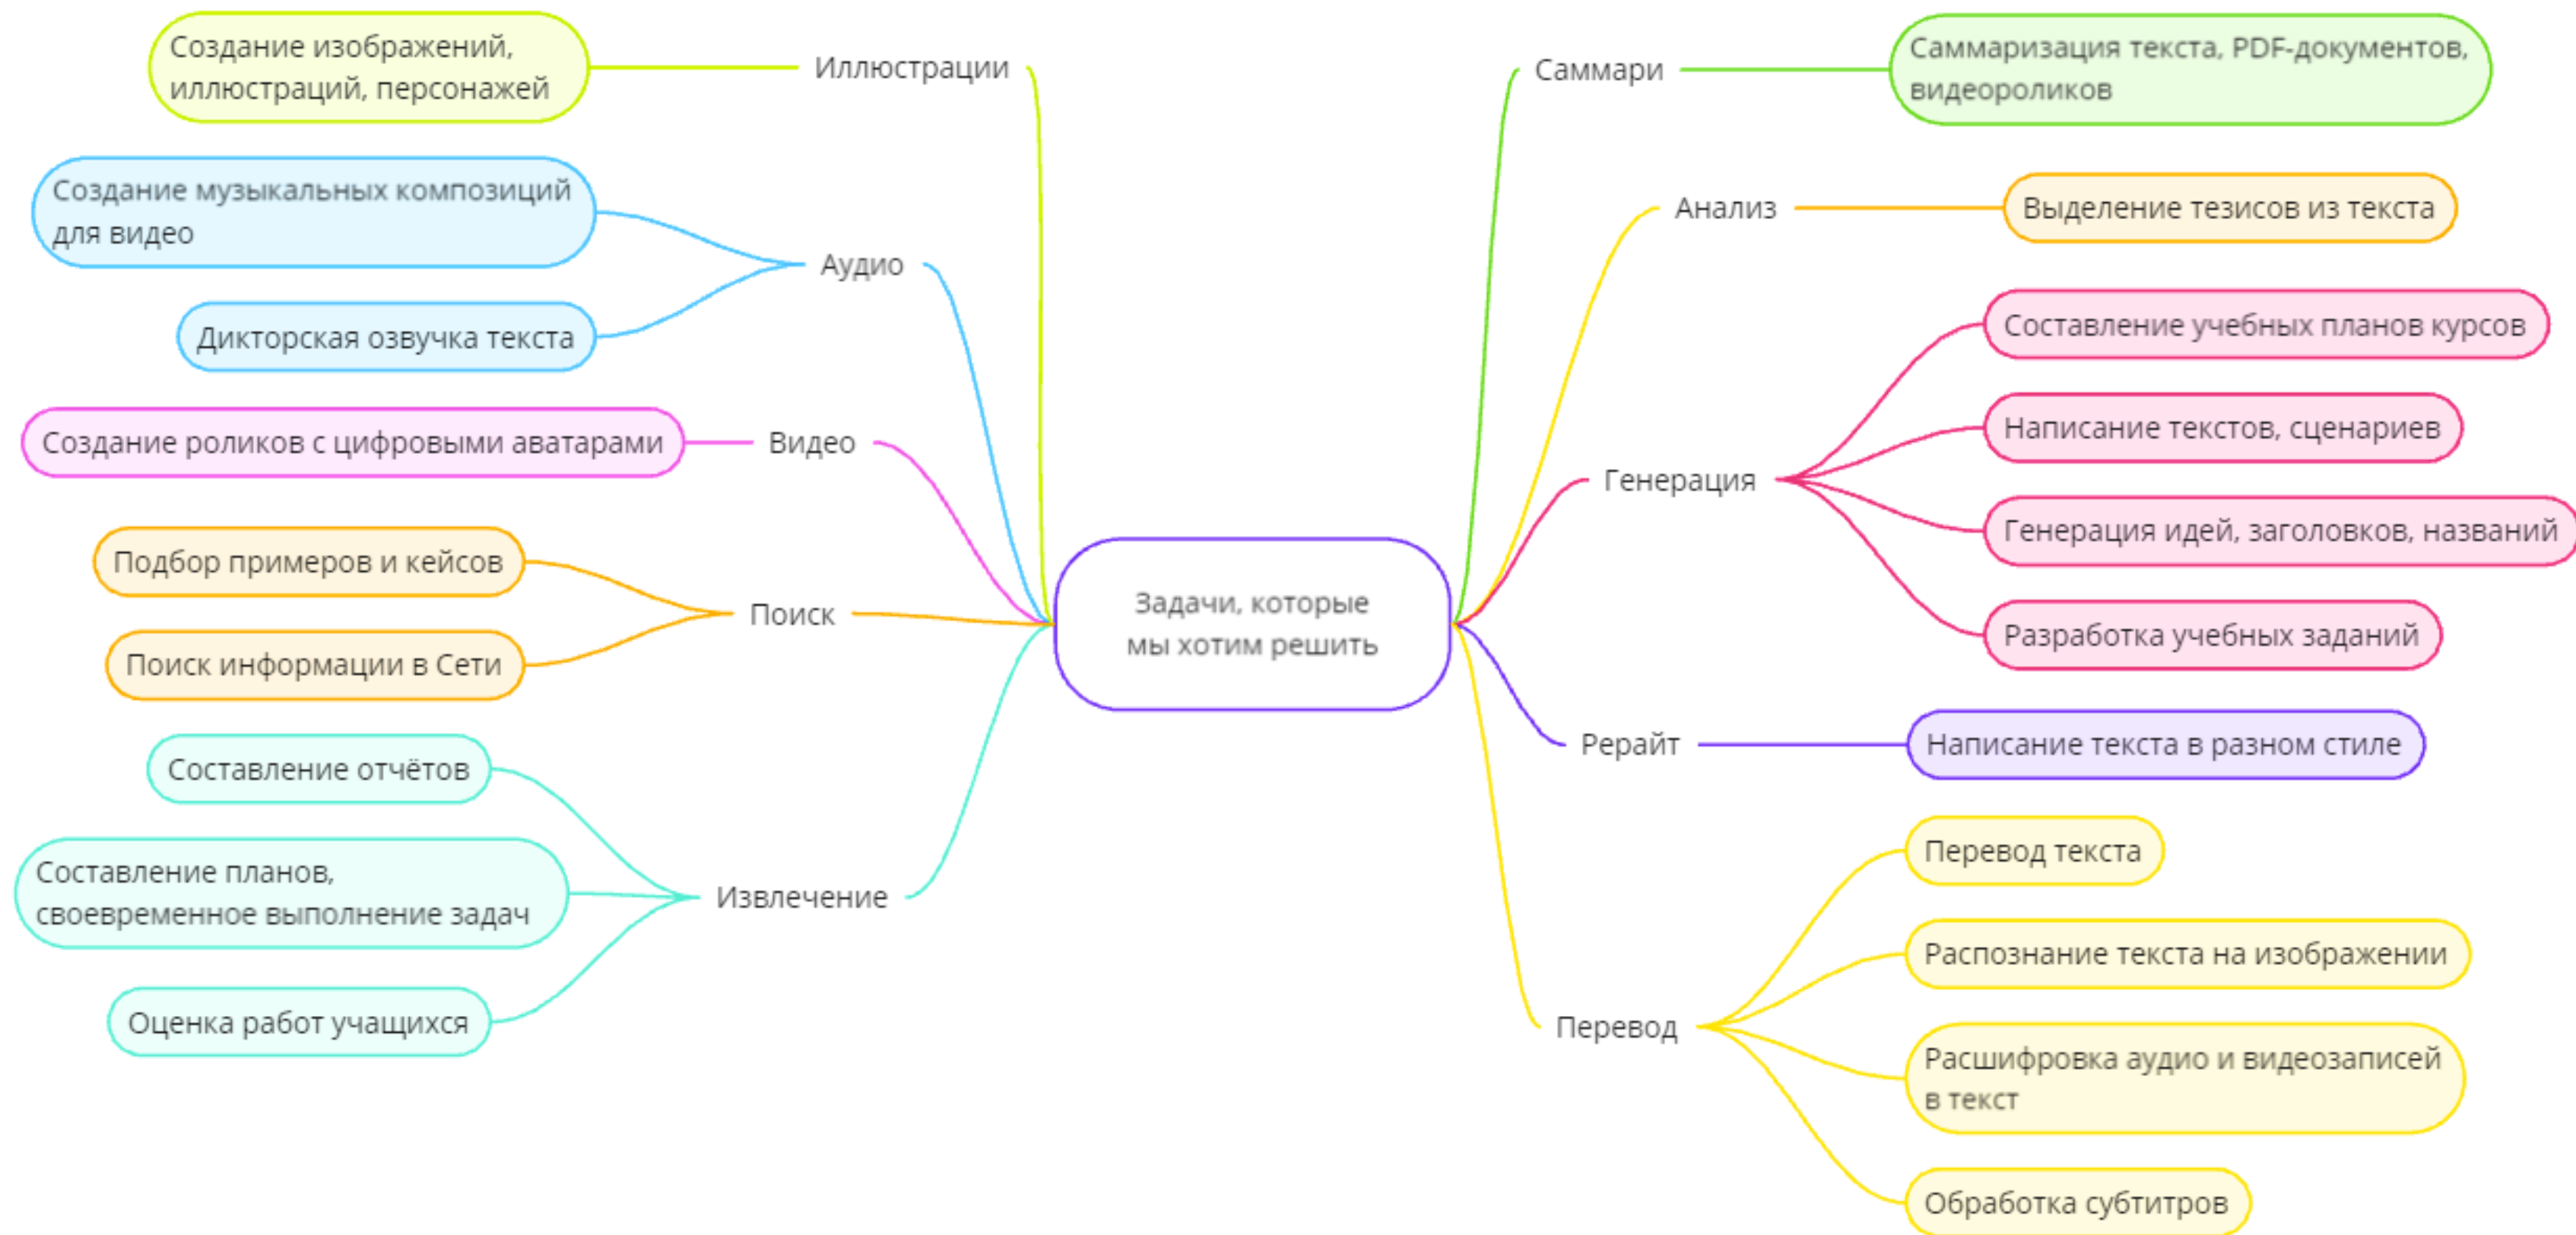 Задачи, которые
мы хотим решить
Иллюстрации
Создание изображений,
иллюстраций, персонажей
Аудио
Создание музыкальных композиций
для видео
Дикторская озвучка текста
Видео
Создание роликов с цифровыми аватарами
Поиск
Подбор примеров и кейсов
Поиск информации в Сети
Извлечение
Составление отчётов
Составление планов,
своевременное выполнение задач
Оценка работ учащихся
Саммари
Саммаризация текста, PDF-документов,
видеороликов
Анализ
Выделение тезисов из текста
Генерация
Составление учебных планов курсов
Написание текстов, сценариев
Генерация идей, заголовков, названий
Разработка учебных заданий
Рерайт
Написание текста в разном стиле
Перевод
Перевод текста
Распознание текста на изображении
Расшифровка аудио и видеозаписей
в текст
Обработка субтитров